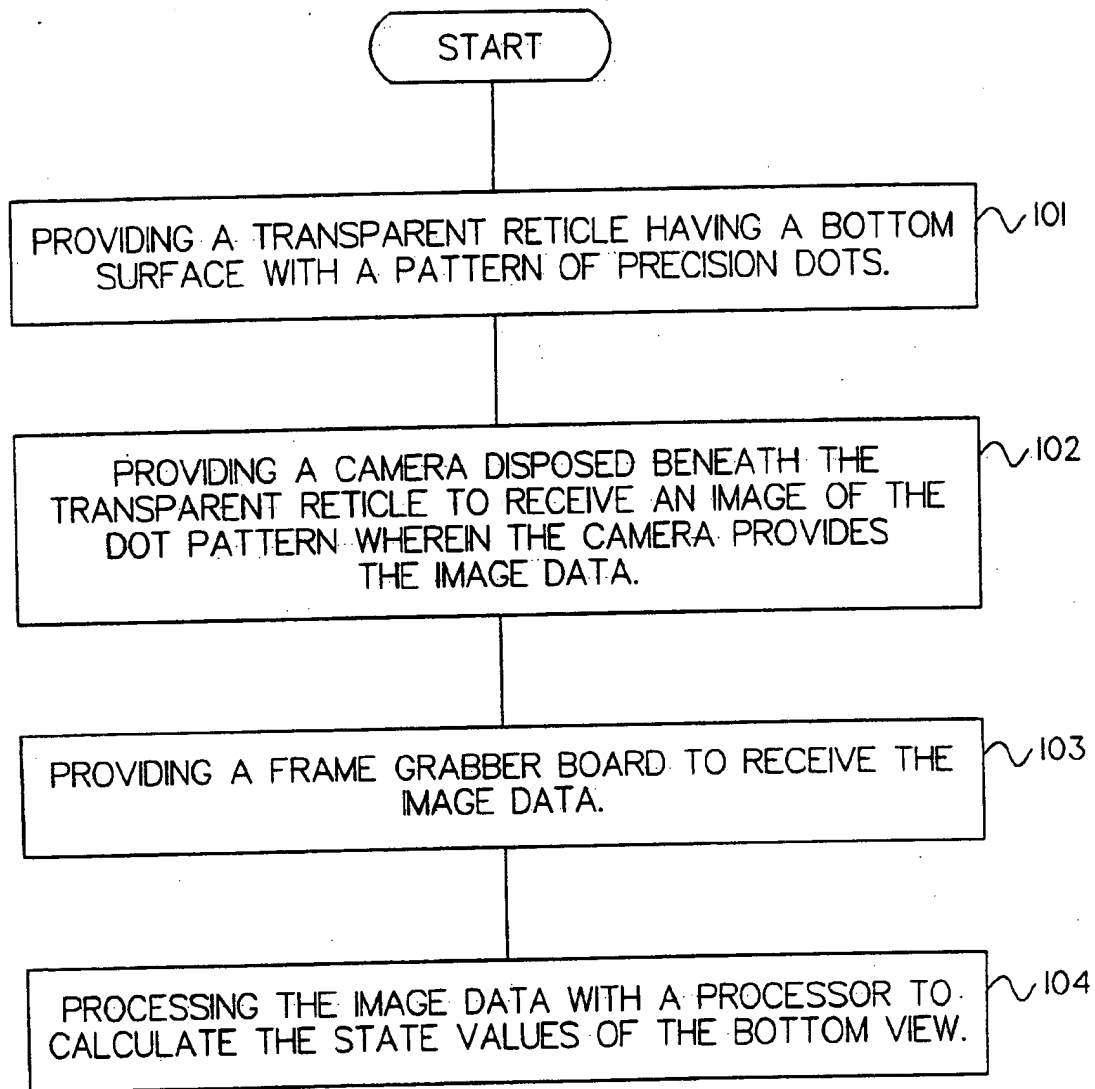 START
PROVIDING A TRANSPARENT RETICLE HAVING A BOTTOM
SURFACE WITH A PATTERN OF PRECISION DOTS.
101
PROVIDING A CAMERA DISPOSED BENEATH THE
TRANSPARENT RETICLE TO RECEIVE AN IMAGE OF THE
DOT PATTERN WHEREIN THE CAMERA PROVIDES
THE IMAGE DATA.
102
PROVIDING A FRAME GRABBER BOARD TO RECEIVE THE
IMAGE DATA.
103
PROCESSING THE IMAGE DATA WITH A PROCESSOR TO
CALCULATE THE STATE VALUES OF THE BOTTOM VIEW.
104